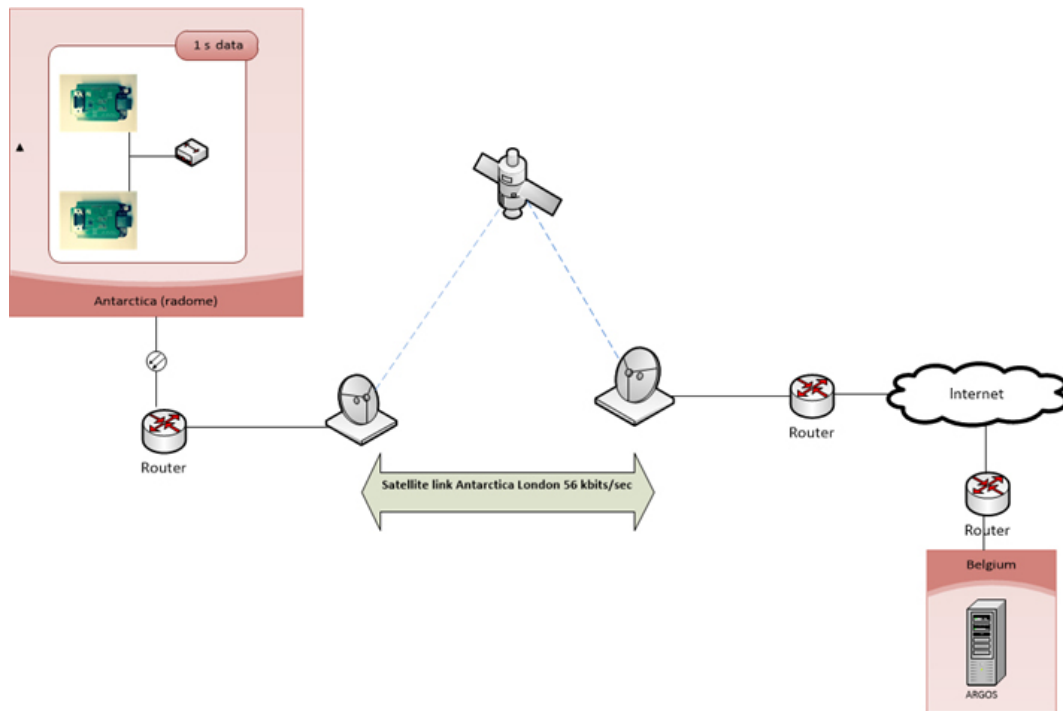 1 s data
Antarctica (radome)
Router
Satellite link Antarctica London 56 kbits/sec
Router
Internet
Router
Belgium
ARGOS